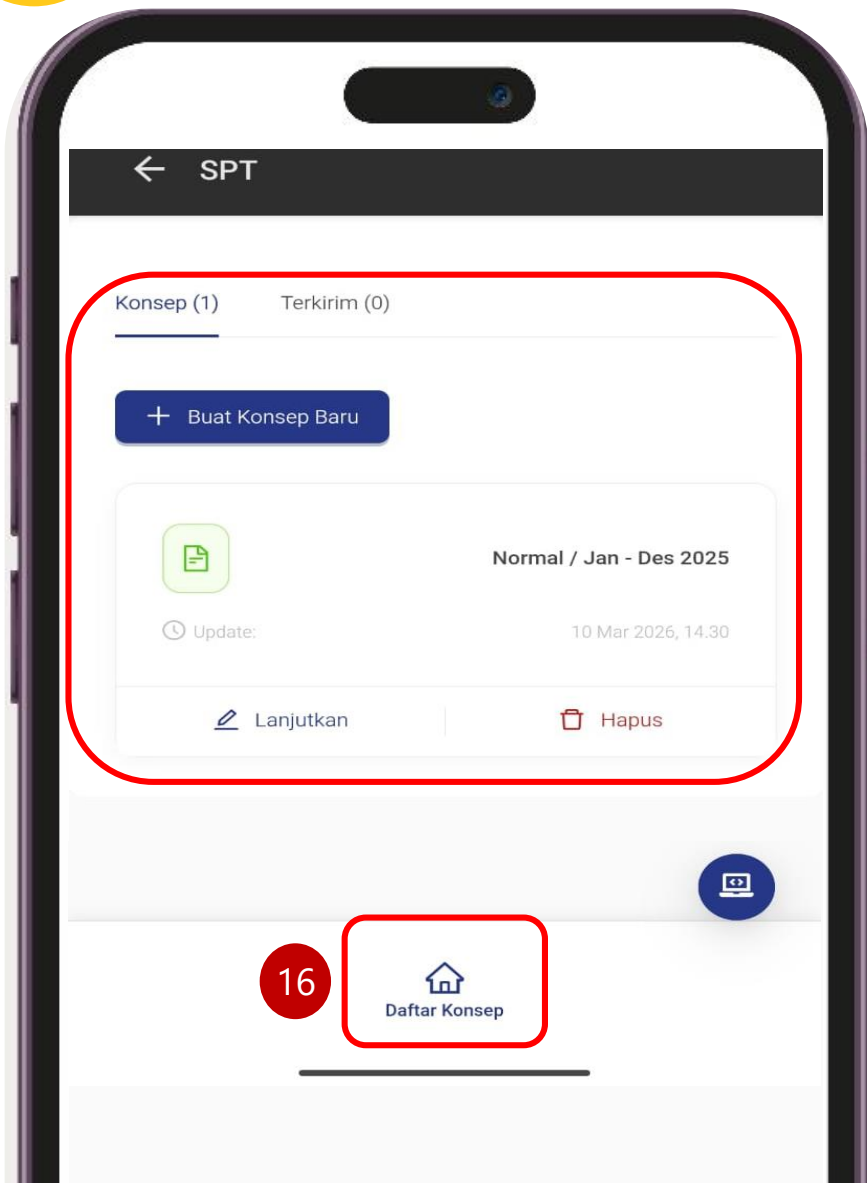 SPT
Konsep (1) Terkirim (0)
+ Buat Konsep Baru
Normal / Jan - Des 2025
Update: 10 Mar 2026, 14.30
Lanjutkan Hapus
16
Daftar Konsep